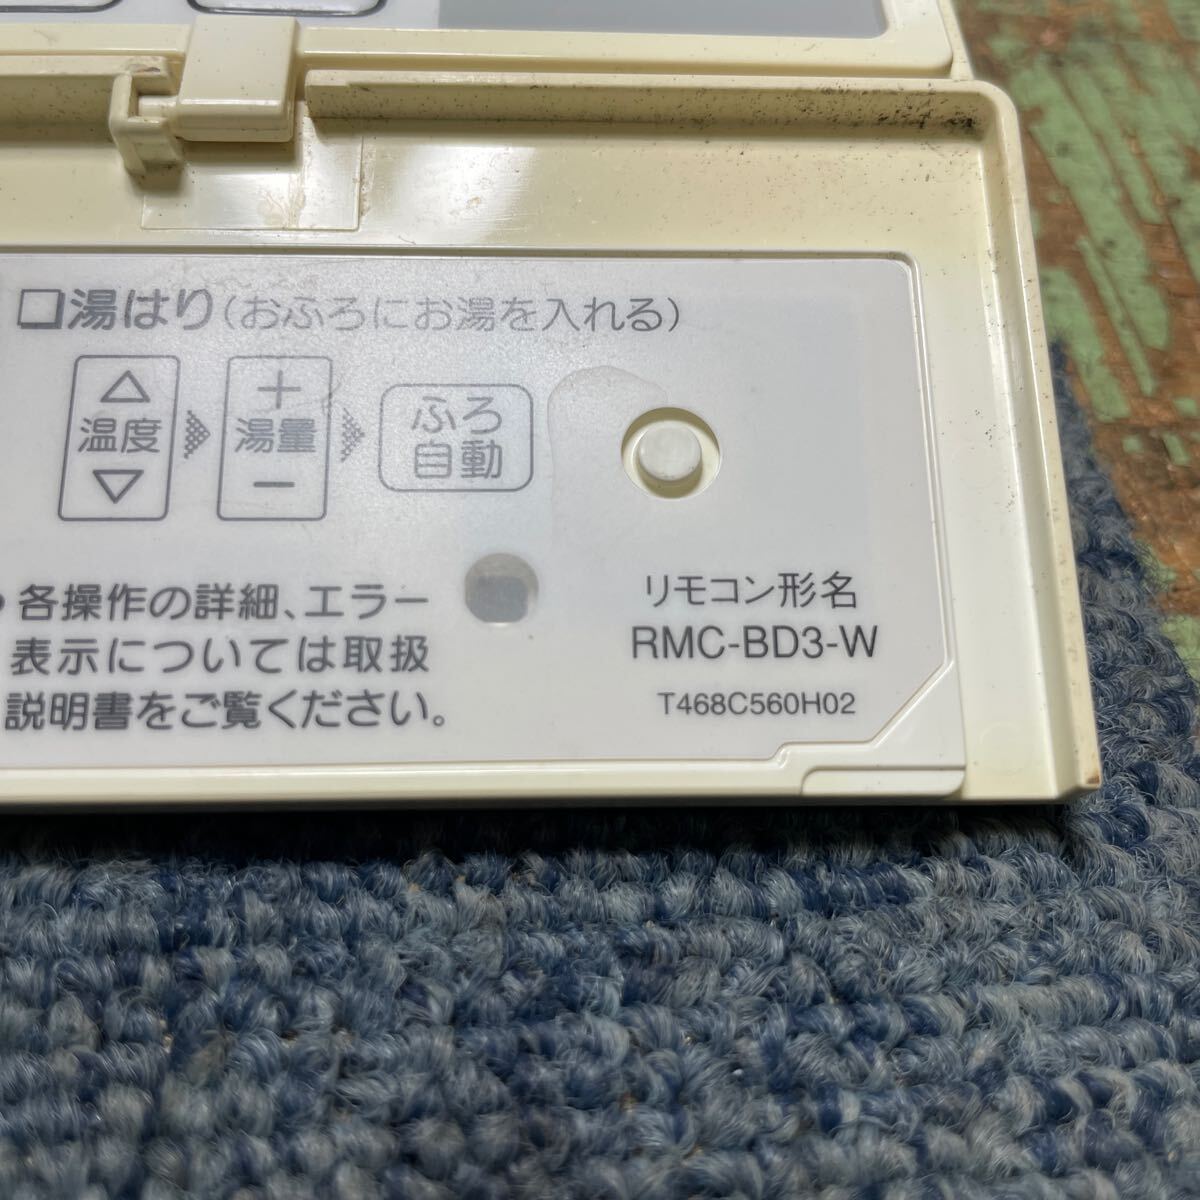 □湯はり(おふろにお湯を入れる)
△
温度
▽
＋
湯量
−
ふろ
自動
各操作の詳細、エラー
表示については取扱
説明書をご覧ください。
リモコン形名
RMC-BD3-W
T468C560H02